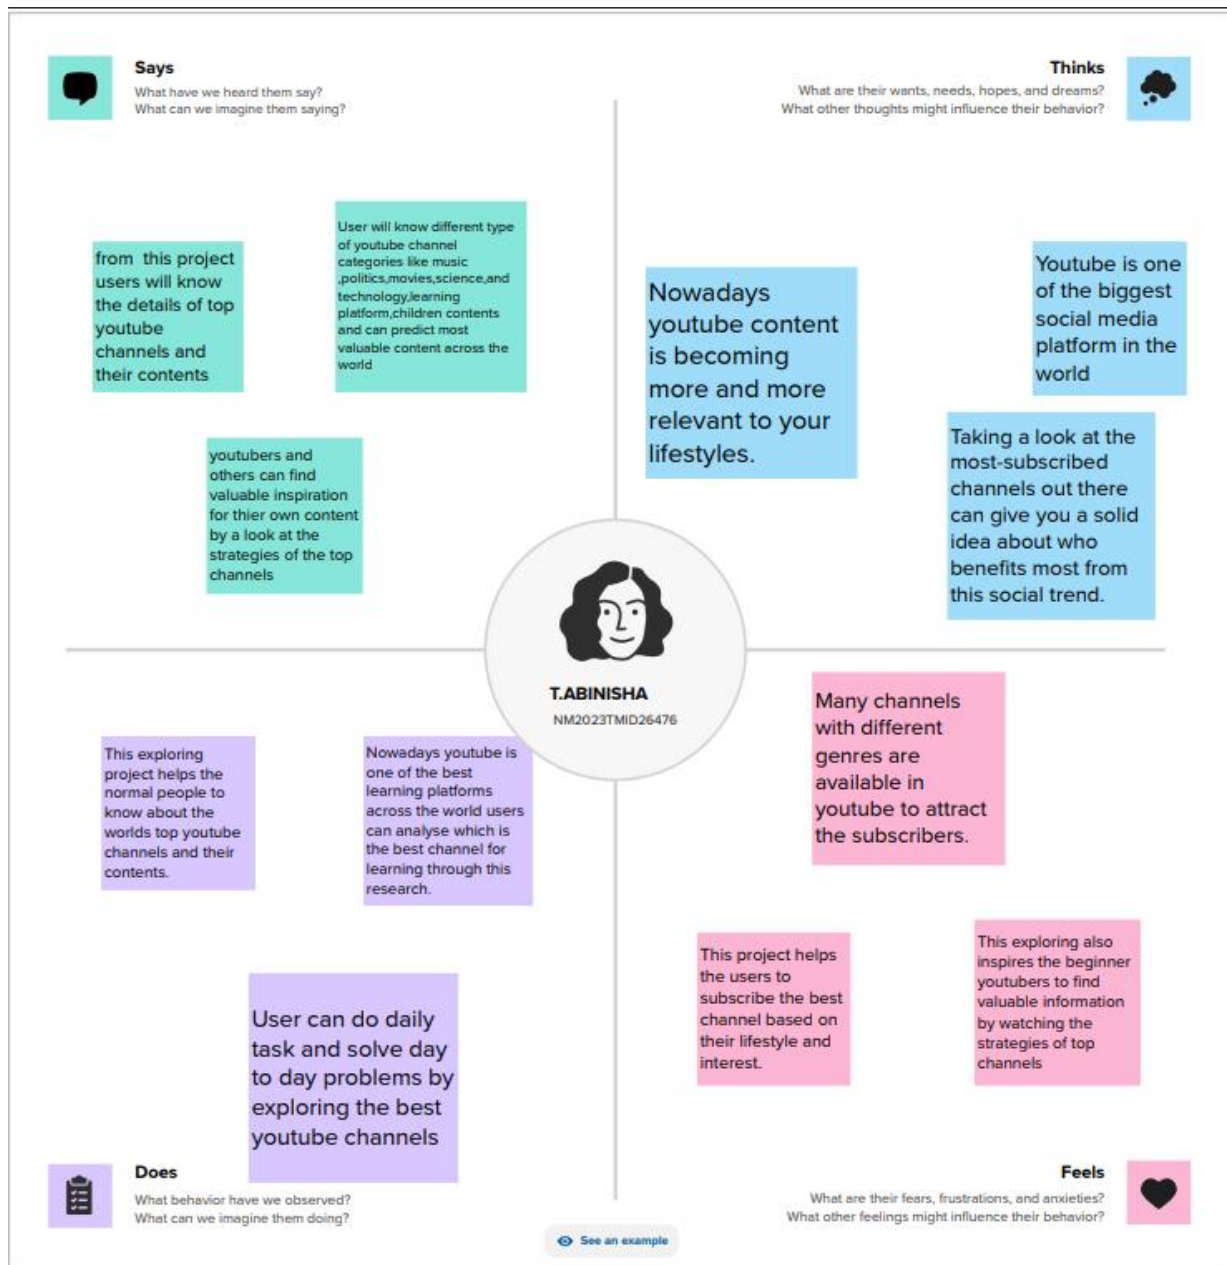 Says
What have we heard them say?
What can we imagine them saying?
Thinks
What are their wants, needs, hopes, and dreams?
What other thoughts might influence their behavior?
from  this project
users will know
the details of top
youtube
channels and
their contents
User will know different type
of youtube channel
categories like music
,politics,movies,science,and
technology,learning
platform,children contents
and can predict most
valuable content across the
world
youtubers and
others can find
valuable inspiration
for thier own content
by a look at the
strategies of the top
channels
Nowadays
youtube content
is becoming
more and more
relevant to your
lifestyles.
Youtube is one
of the biggest
social media
platform in the
world
Taking a look at the
most-subscribed
channels out there
can give you a solid
idea about who
benefits most from
this social trend.
T.ABINISHA
NM2023TMID26476
This exploring
project helps the
normal people to
know about the
worlds top youtube
channels and their
contents.
Nowadays youtube is
one of the best
learning platforms
across the world users
can analyse which is
the best channel for
learning through this
research.
User can do daily
task and solve day
to day problems by
exploring the best
youtube channels
Many channels
with different
genres are
available in
youtube to attract
the subscribers.
This project helps
the users to
subscribe the best
channel based on
their lifestyle and
interest.
This exploring also
inspires the beginner
youtubers to find
valuable information
by watching the
strategies of top
channels
Does
What behavior have we observed?
What can we imagine them doing?
Feels
What are their fears, frustrations, and anxieties?
What other feelings might influence their behavior?
See an example